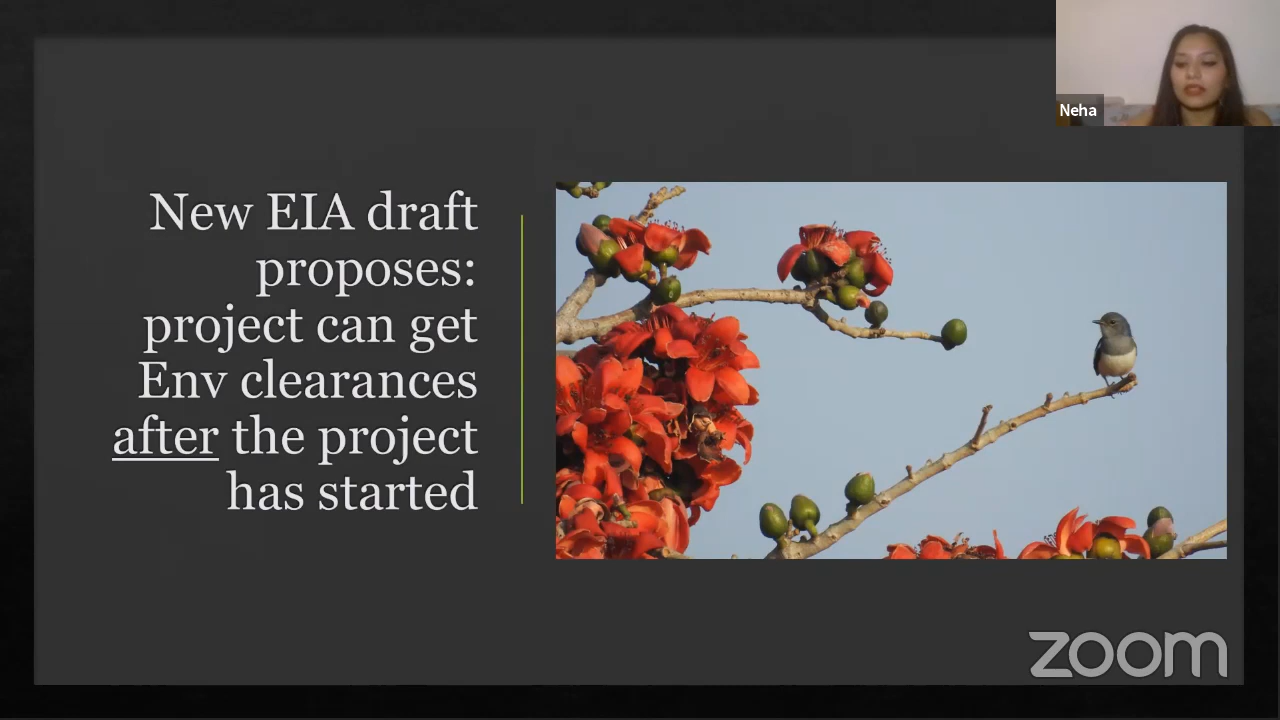 Neha
New EIA draft
proposes:
project can get
Env clearances
after the project
has started
zoom